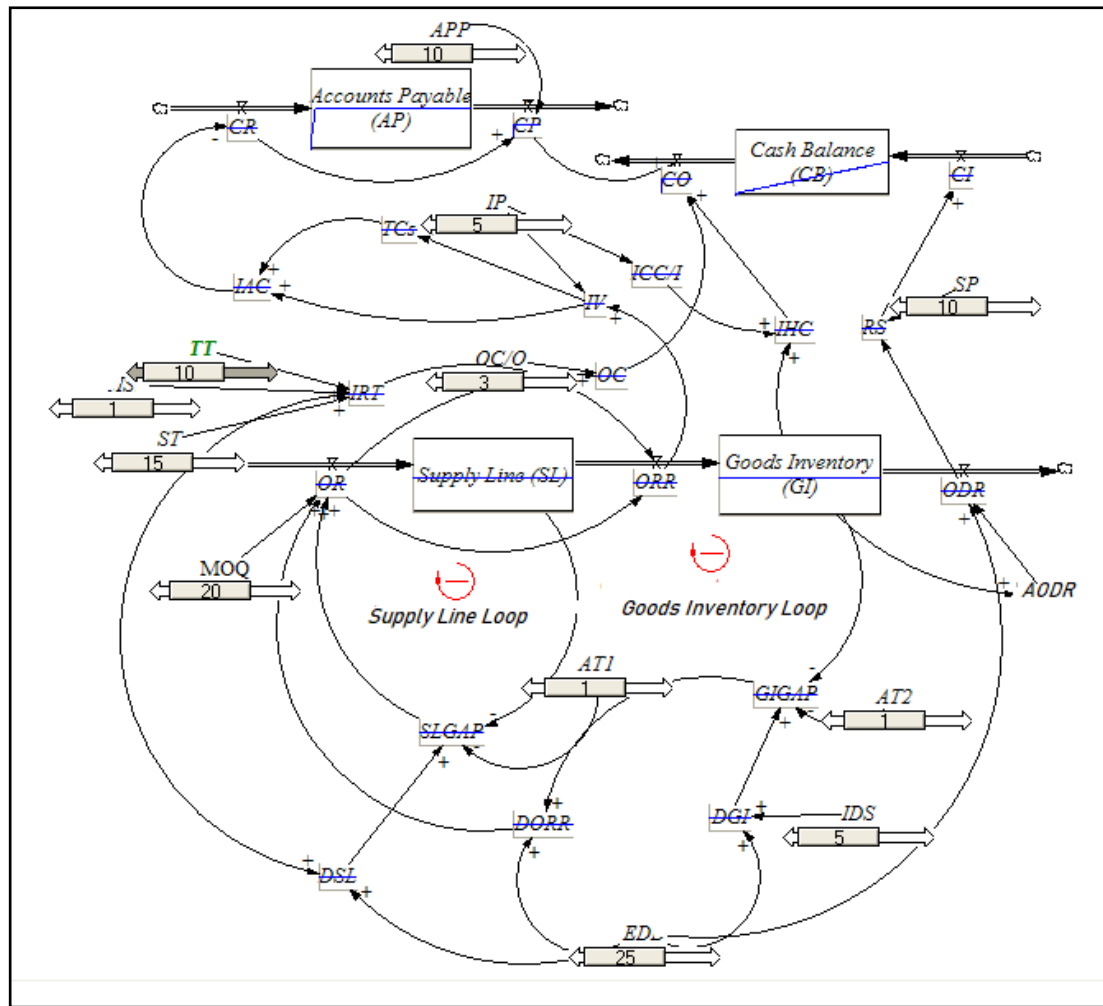 APP
10
Accounts Payable
(AP)
CR
-
CP
+
Cash Balance
(CB)
CO
+
CI
+
IP
5
TCs
+
ICC/I
IAC
+
IV
+
SP
10
+
IHC
+
RS
TT
10
OC/O
3
+
OC
IS
1
IRT
+
ST
15
OR
+
+
+
Supply Line (SL)
ORR
Goods Inventory
(GI)
ODR
+
MOQ
20
Supply Line Loop
Goods Inventory Loop
+
AODR
AT1
1
-
GIGAP
-
+
AT2
1
SLGAP
-
-
+
DORR
+
+
DGI
+
+
IDS
5
+
DSL
+
ED
25